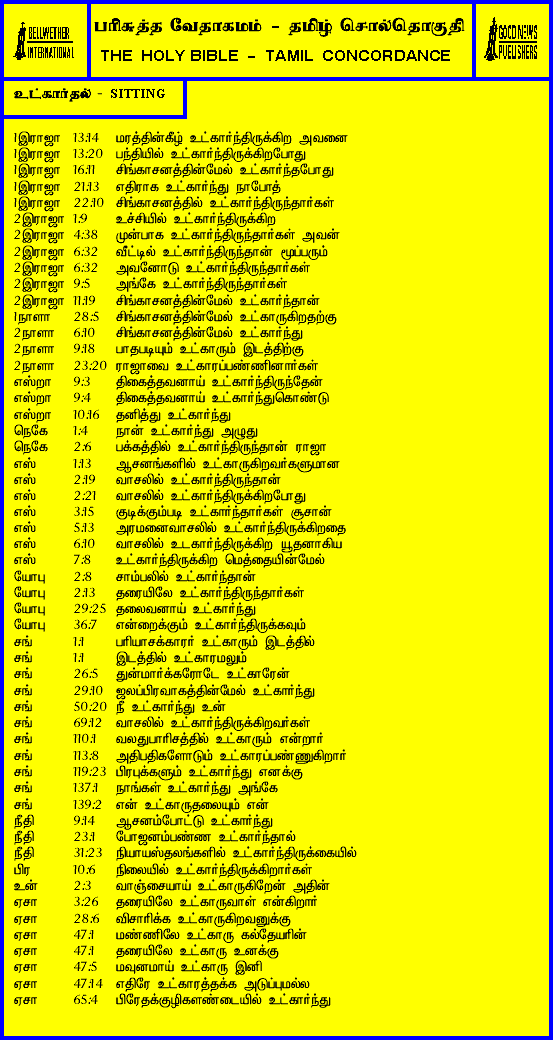 BELLWETHER INTERNATIONAL
பரிசுத்த வேதாகமம் - தமிழ் சொல்தொகுதி
THE HOLY BIBLE - TAMIL CONCORDANCE
GOOD NEWS PUBLISHERS
உட்கார்தல் - SITTING
1இராஜா 13:14 மரத்தின்கீழ் உட்கார்ந்திருக்கிற அவனை
1இராஜா 13:20 பந்தியில் உட்கார்ந்திருக்கிறபோது
1இராஜா 16:11 சிங்காசனத்தின்மேல் உட்கார்ந்தபோது
1இராஜா 21:13 எதிராக உட்கார்ந்து நாபோத்
1இராஜா 22:10 சிங்காசனத்தில் உட்கார்ந்திருந்தார்கள்
2இராஜா 1:9 உச்சியில் உட்கார்ந்திருக்கிற
2இராஜா 4:38 முன்பாக உட்கார்ந்திருந்தார்கள் அவன்
2இராஜா 6:32 வீட்டில் உட்கார்ந்திருந்தான் மூப்பரும்
2இராஜா 6:32 அவனோடு உட்கார்ந்திருந்தார்கள்
2இராஜா 9:5 அங்கே உட்கார்ந்திருந்தார்கள்
2இராஜா 11:19 சிங்காசனத்தின்மேல் உட்கார்ந்தான்
1நாளா 28:5 சிங்காசனத்தின்மேல் உட்காருகிறதற்கு
2நாளா 6:10 சிங்காசனத்தின்மேல் உட்கார்ந்து
2நாளா 9:18 பாதபடியும் உட்காரும் இடத்திற்கு
2நாளா 23:20 ராஜாவை உட்காரப்பண்ணினார்கள்
எஸ்றா 9:3 திகைத்தவனாய் உட்கார்ந்திருந்தேன்
எஸ்றா 9:4 திகைத்தவனாய் உட்கார்ந்துகொண்டு
எஸ்றா 10:16 தனித்து உட்கார்ந்து
நெகே 1:4 நான் உட்கார்ந்து அழுது
நெகே 2:6 பக்கத்தில் உட்கார்ந்திருந்தான் ராஜா
எஸ் 1:13 ஆசனங்களில் உட்காருகிறவர்களுமான
எஸ் 2:19 வாசலில் உட்கார்ந்திருந்தான்
எஸ் 2:21 வாசலில் உட்கார்ந்திருக்கிறபோது
எஸ் 3:15 குடிக்கும்படி உட்கார்ந்தார்கள் சூசான்
எஸ் 5:13 அரமனைவாசலில் உட்கார்ந்திருக்கிறதை
எஸ் 6:10 வாசலில் உடகார்ந்திருக்கிற யூதனாகிய
எஸ் 7:8 உட்கார்ந்திருக்கிற மெத்தையின்மேல்
யோபு 2:8 சாம்பலில் உட்கார்ந்தான்
யோபு 2:13 தரையிலே உட்கார்ந்திருந்தார்கள்
யோபு 29:25 தலைவனாய் உட்கார்ந்து
யோபு 36:7 என்றைக்கும் உட்கார்ந்திருக்கவும்
சங் 1:1 பரியாசக்காரர் உட்காரும் இடத்தில்
சங் 1:1 இடத்தில் உட்காரமலும்
சங் 26:5 துன்மார்க்கரோடே உட்காரேன்
சங் 29:10 ஜலப்பிரவாகத்தின்மேல் உட்கார்ந்து
சங் 50:20 நீ உட்கார்ந்து உன்
சங் 69:12 வாசலில் உட்கார்ந்திருக்கிறவர்கள்
சங் 110:1 வலதுபாரிசத்தில் உட்காரும் என்றார்
சங் 113:8 அதிபதிகளோடும் உட்காரப்பண்ணுகிறார்
சங் 119:23 பிரபுக்களும் உட்கார்ந்து எனக்கு
சங் 137:1 நாங்கள் உட்கார்ந்து அங்கே
சங் 139:2 என் உட்காருதலையும் என்
நீதி 9:14 ஆசனம்போட்டு உட்கார்ந்து
நீதி 23:1 போஜனம்பண்ண உட்கார்ந்தால்
நீதி 31:23 நியாயஸ்தலங்களில் உட்கார்ந்திருக்கையில்
பிர 10:6 நிலையில் உட்கார்ந்திருக்கிறார்கள்
உன் 2:3 வாஞ்சையாய் உட்காருகிறேன் அதின்
ஏசா 3:26 தரையிலே உட்காருவாள் என்கிறார்
ஏசா 28:6 விசாரிக்க உட்காருகிறவனுக்கு
ஏசா 47:1 மண்ணிலே உட்காரு கல்தேயரின்
ஏசா 47:1 தரையிலே உட்காரு உனக்கு
ஏசா 47:5 மவுனமாய் உட்காரு இனி
ஏசா 47:14 எதிரே உட்காரத்தக்க அடுப்புமல்ல
ஏசா 65:4 பிரேதக்குழிகளண்டையில் உட்கார்ந்து